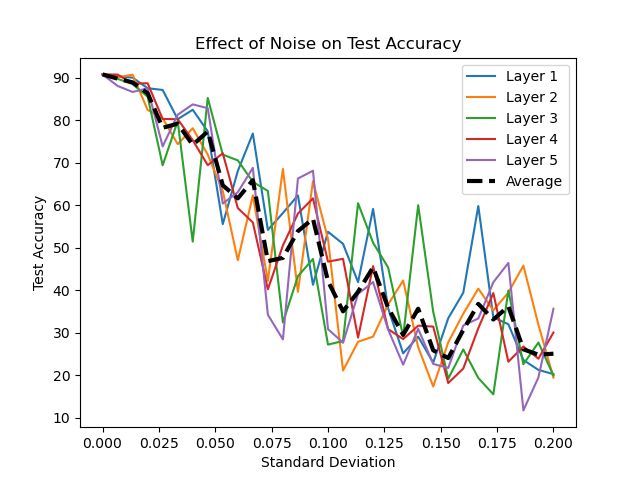 Effect of Noise on Test Accuracy
Test Accuracy
90
80
70
60
50
40
30
20
10
Layer 1
Layer 2
Layer 3
Layer 4
Layer 5
Average
0.000 0.025 0.050 0.075 0.100 0.125 0.150 0.175 0.200
Standard Deviation